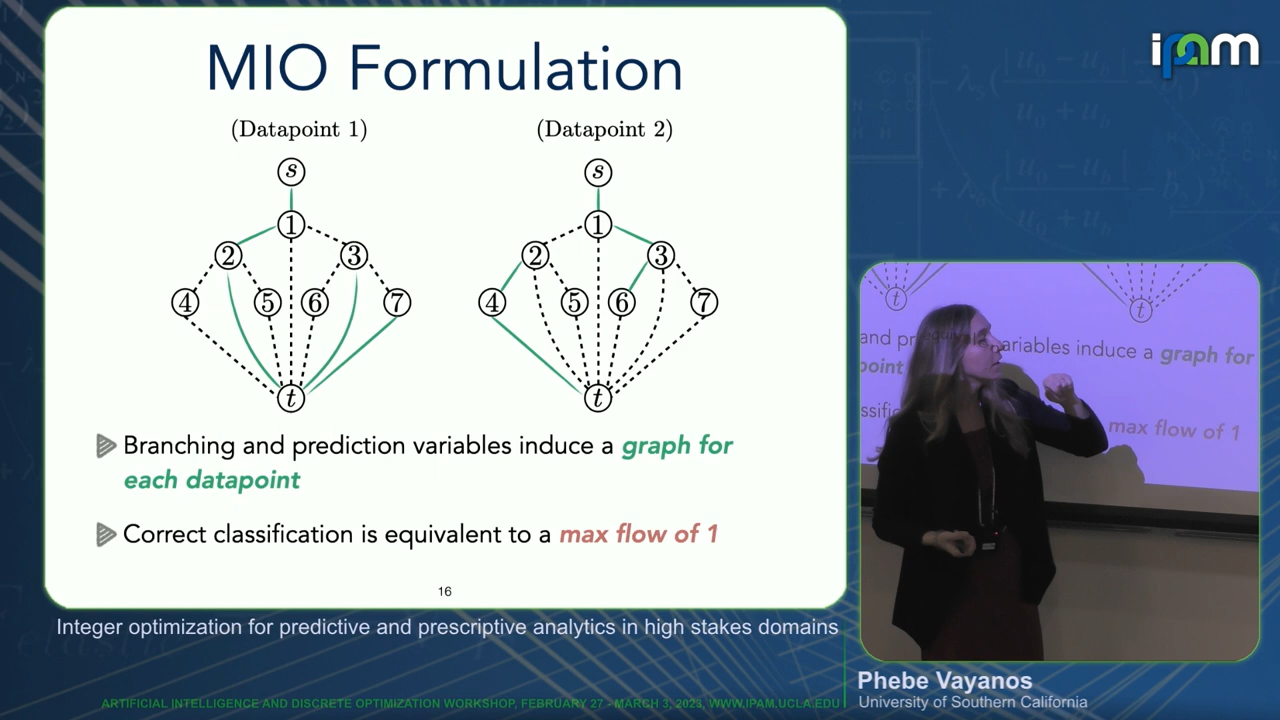 MIO Formulation
(Datapoint 1)
(Datapoint 2)
s
1
2
3
4
5
6
7
t
s
1
2
3
4
5
6
7
t
Branching and prediction variables induce a graph for
each datapoint
Correct classification is equivalent to a max flow of 1
16
Integer optimization for predictive and prescriptive analytics in high stakes domains
ARTIFICIAL INTELLIGENCE AND DISCRETE OPTIMIZATION WORKSHOP, FEBRUARY 27 - MARCH 3, 2023, WWW.IPAM.UCLA.EDU
ipam
t
t
and pr
ariables induce a graph for
point
ssific
max flow of 1
Phebe Vayanos
University of Southern California